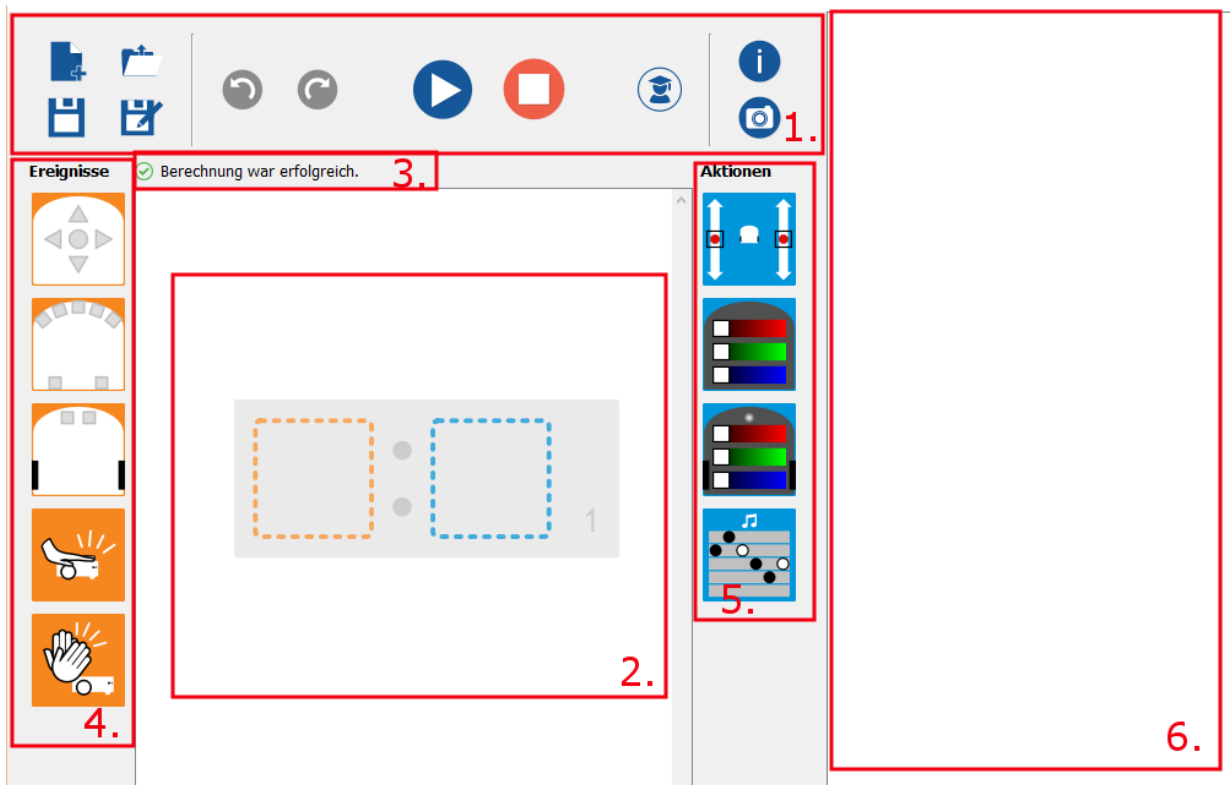 i
1.
3.
Ereignisse
Berechnung war erfolgreich.
Aktionen
1
2.
4.
5.
6.